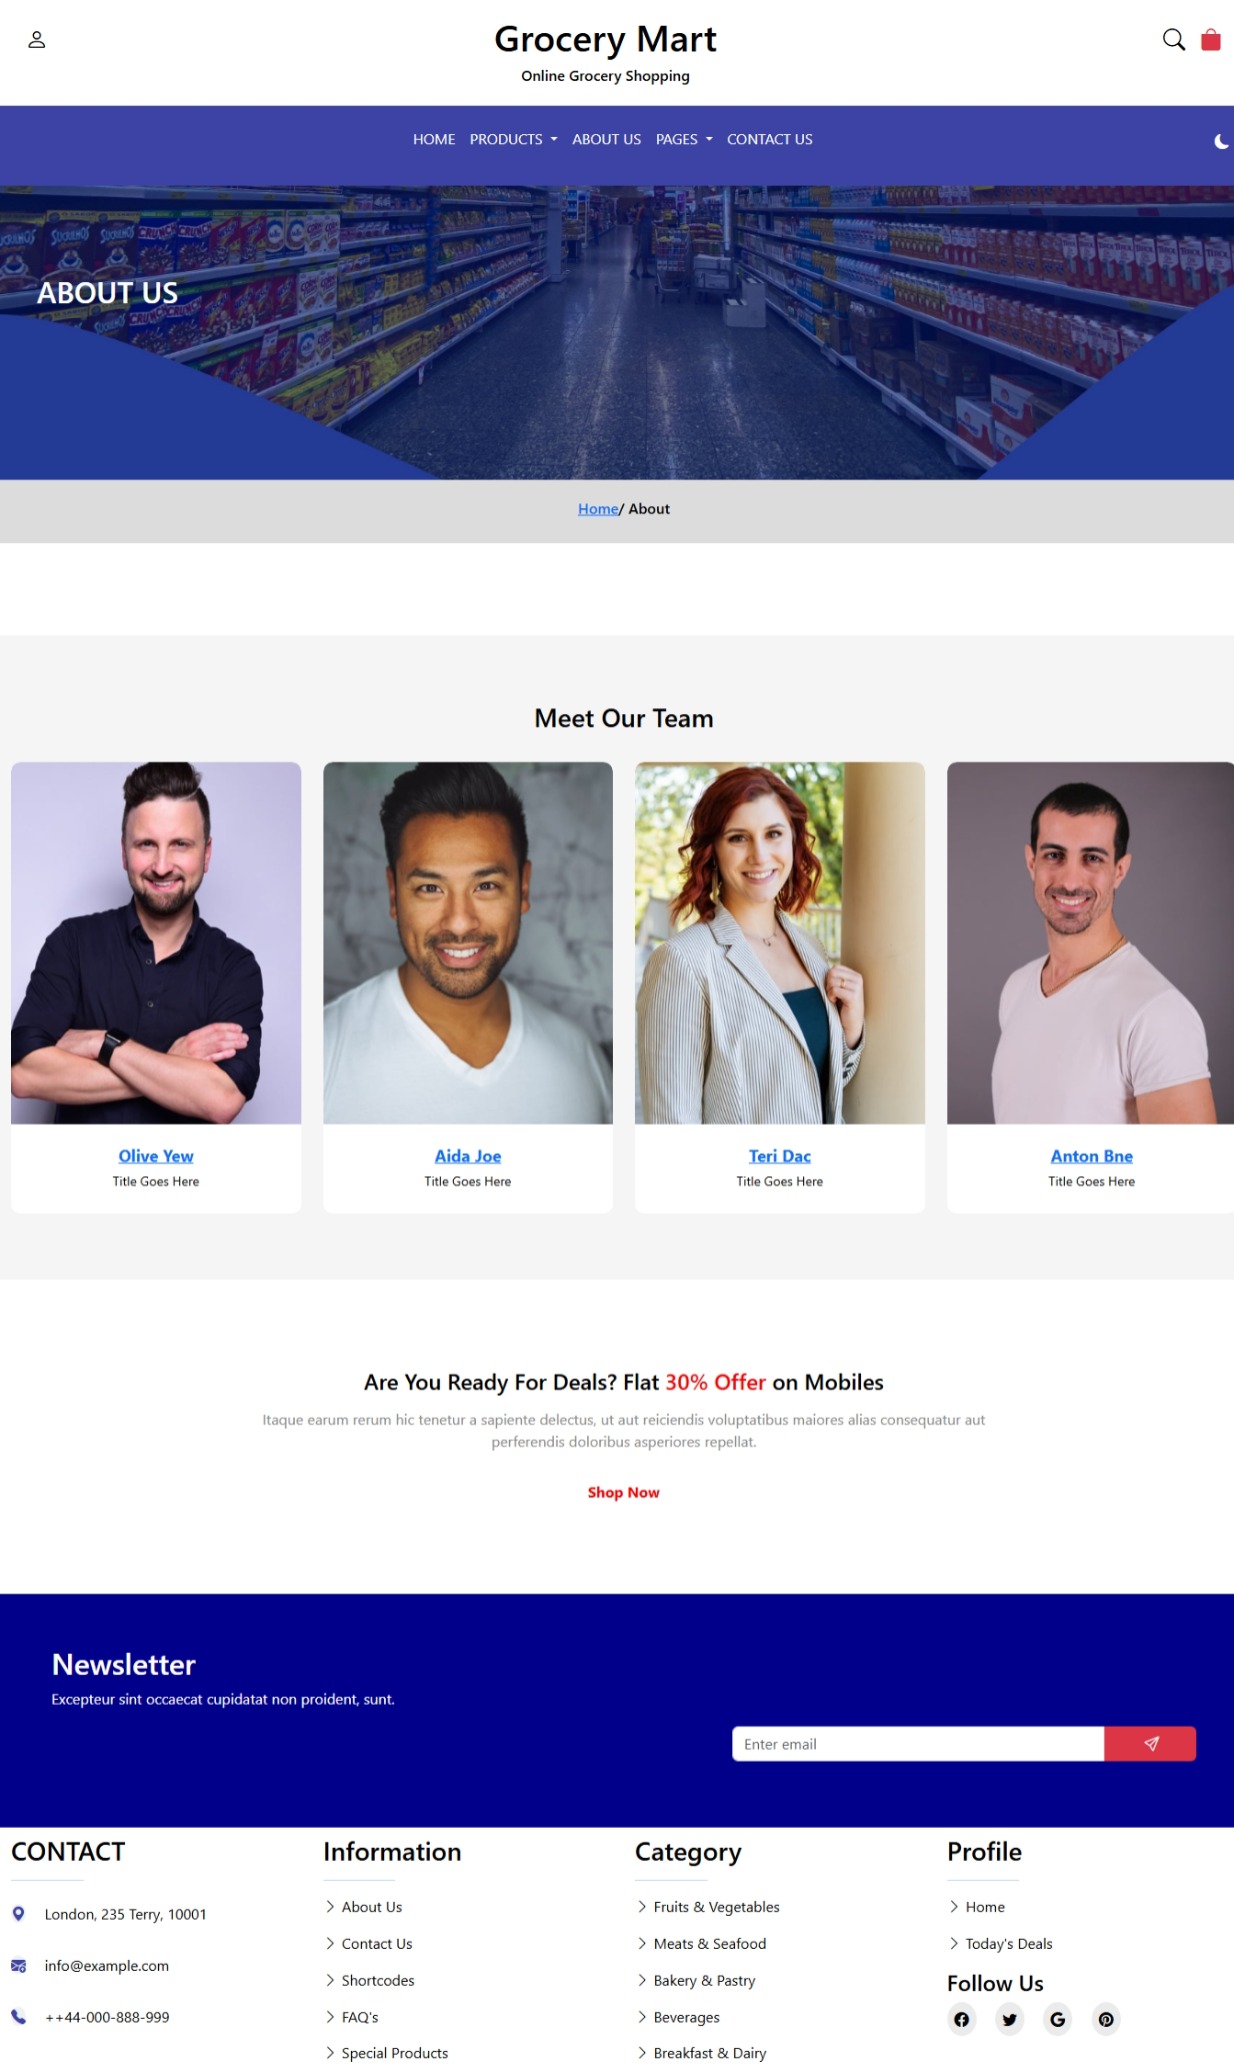 Grocery Mart
Online Grocery Shopping
HOME PRODUCTS ABOUT US PAGES CONTACT US
SUCRILHOS SUCRILHOS CRUNCH CRUNCH
ABOUT US
Home/ About
Meet Our Team
Olive Yew
Title Goes Here
Aida Joe
Title Goes Here
Teri Dac
Title Goes Here
Anton Bne
Title Goes Here
Are You Ready For Deals? Flat 30% Offer on Mobiles
Itaque earum rerum hic tenetur a sapiente delectus, ut aut reiciendis voluptatibus maiores alias consequatur aut
perferendis doloribus asperiores repellat.
Shop Now
Newsletter
Excepteur sint occaecat cupidatat non proident, sunt.
Enter email
CONTACT
London, 235 Terry, 10001
info@example.com
++44-000-888-999
Information
About Us
Contact Us
Shortcodes
FAQ's
Special Products
Category
Fruits & Vegetables
Meats & Seafood
Bakery & Pastry
Beverages
Breakfast & Dairy
Profile
Home
Today's Deals
Follow Us